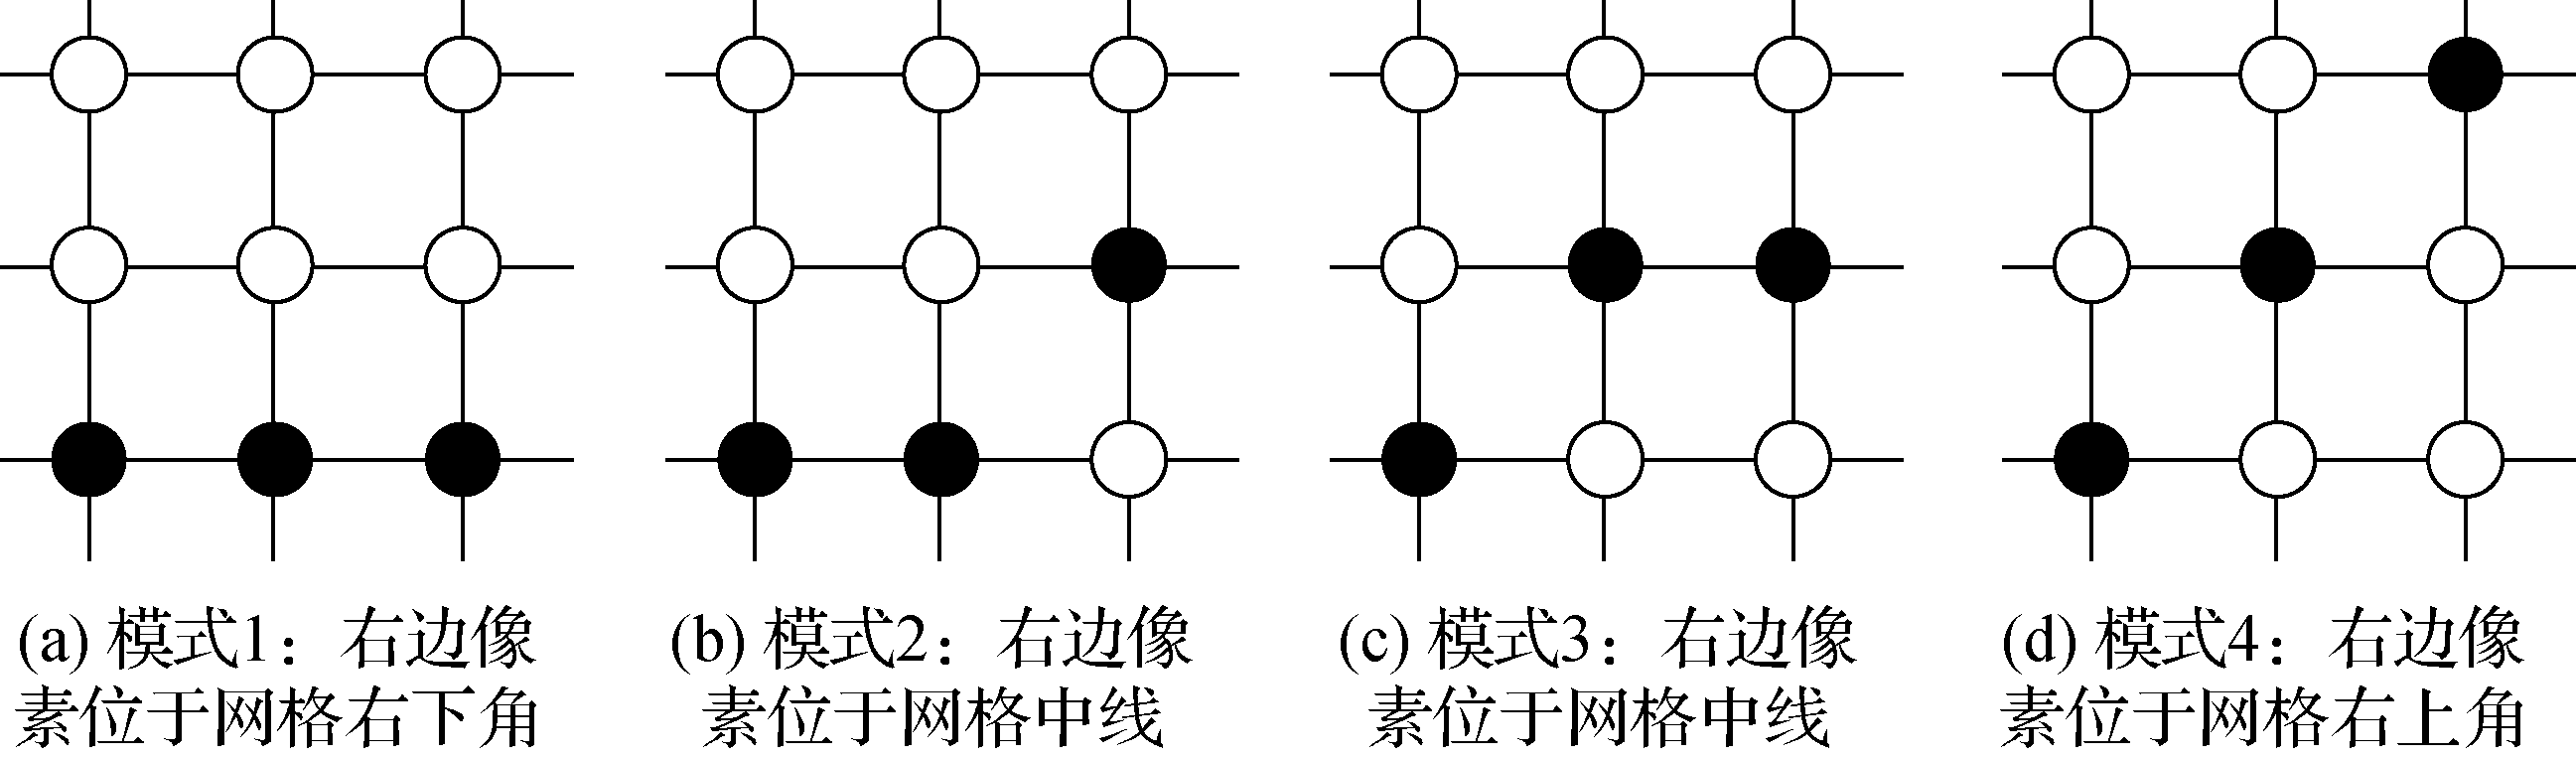 (a) 模式1：右边像
素位于网格右下角
(b) 模式2：右边像
素位于网格中线
(c) 模式3：右边像
素位于网格中线
(d) 模式4：右边像
素位于网格右上角